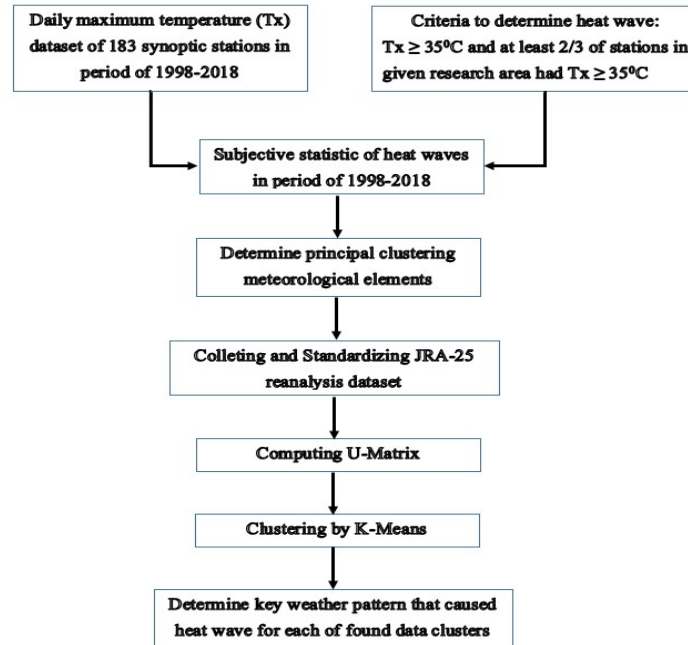 Daily maximum temperature (Tx)
dataset of 183 synoptic stations in
period of 1998-2018
Criteria to determine heat wave:
Tx ≥ 35⁰C and at least 2/3 of stations in
given research area had Tx ≥ 35⁰C
Subjective statistic of heat waves
in period of 1998-2018
Determine principal clustering
meteorological elements
Colleting and Standardizing JRA-25
reanalysis dataset
Computing U-Matrix
Clustering by K-Means
Determine key weather pattern that caused
heat wave for each of found data clusters